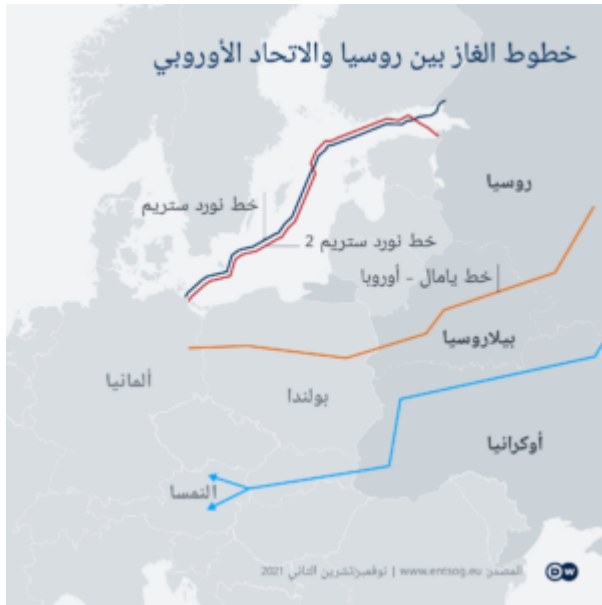 خطوط الغاز بين روسيا والاتحاد الأوروبي
روسيا
خط نورد ستريم
خط نورد ستريم 2
خط يامال - أوروبا
بيلاروسيا
ألمانيا
بولندا
أوكرانيا
النمسا
المصدر: www.entsog.eu | نوفمبر/تشرين الثاني 2021
DW